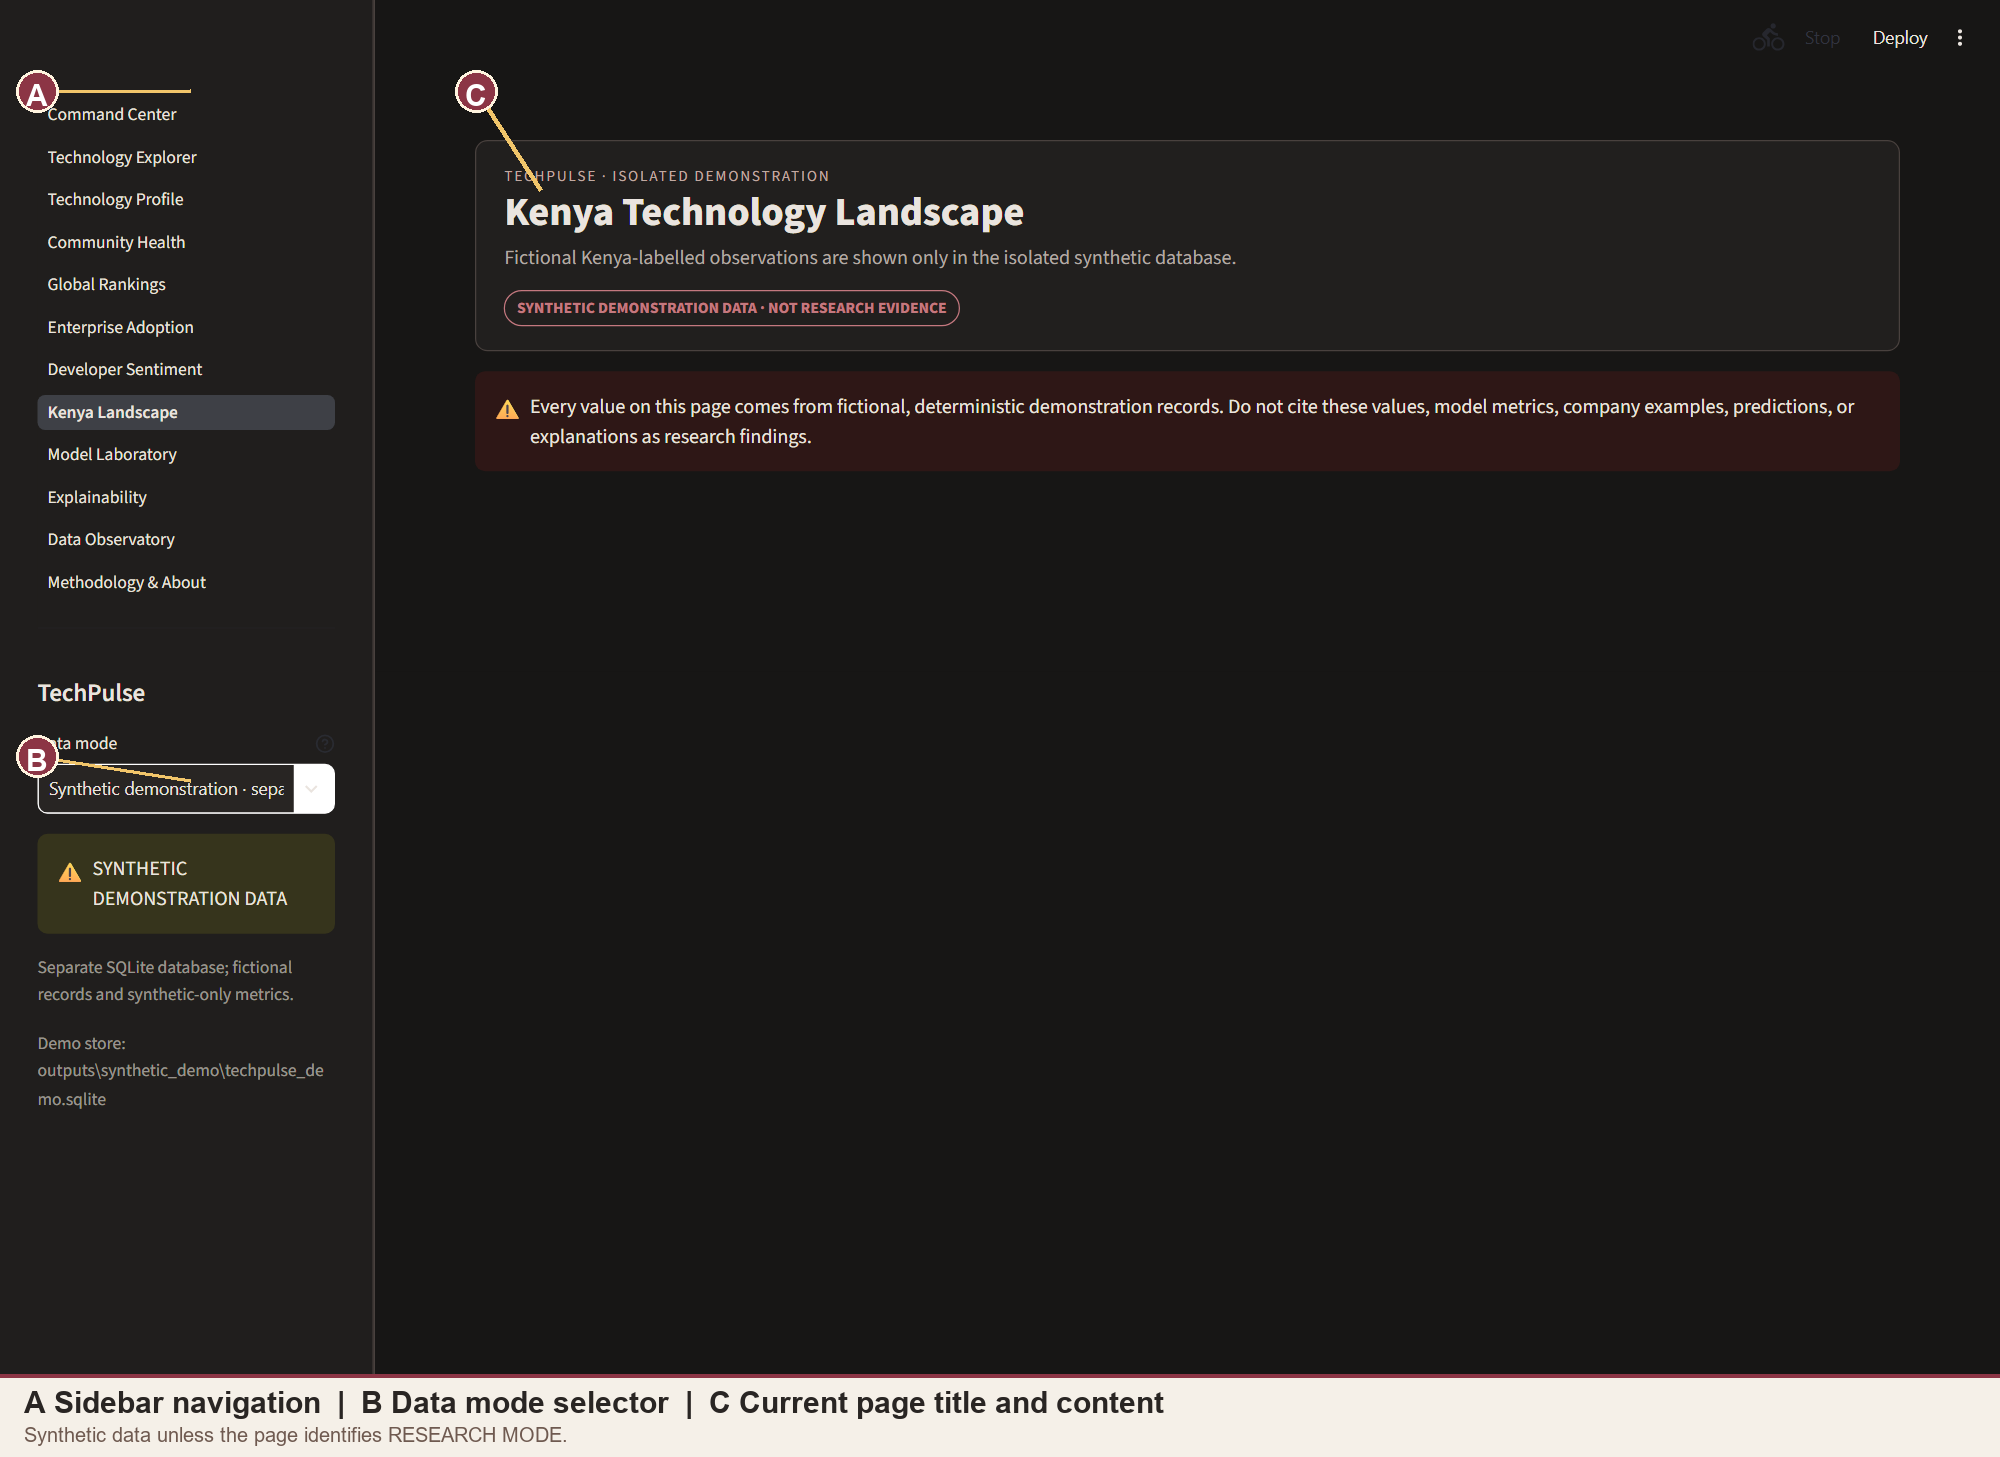 Stop
Deploy
A
Command Center
Technology Explorer
Technology Profile
Community Health
Global Rankings
Enterprise Adoption
Developer Sentiment
Kenya Landscape
Model Laboratory
Explainability
Data Observatory
Methodology & About
TechPulse
B
ta mode
Synthetic demonstration · sepa
SYNTHETIC
DEMONSTRATION DATA
Separate SQLite database; fictional
records and synthetic-only metrics.
Demo store:
outputs\synthetic_demo\techpulse_de
mo.sqlite
C
TECHPULSE · ISOLATED DEMONSTRATION
Kenya Technology Landscape
Fictional Kenya-labelled observations are shown only in the isolated synthetic database.
SYNTHETIC DEMONSTRATION DATA · NOT RESEARCH EVIDENCE
Every value on this page comes from fictional, deterministic demonstration records. Do not cite these values, model metrics, company examples, predictions, or
explanations as research findings.
A Sidebar navigation | B Data mode selector | C Current page title and content
Synthetic data unless the page identifies RESEARCH MODE.